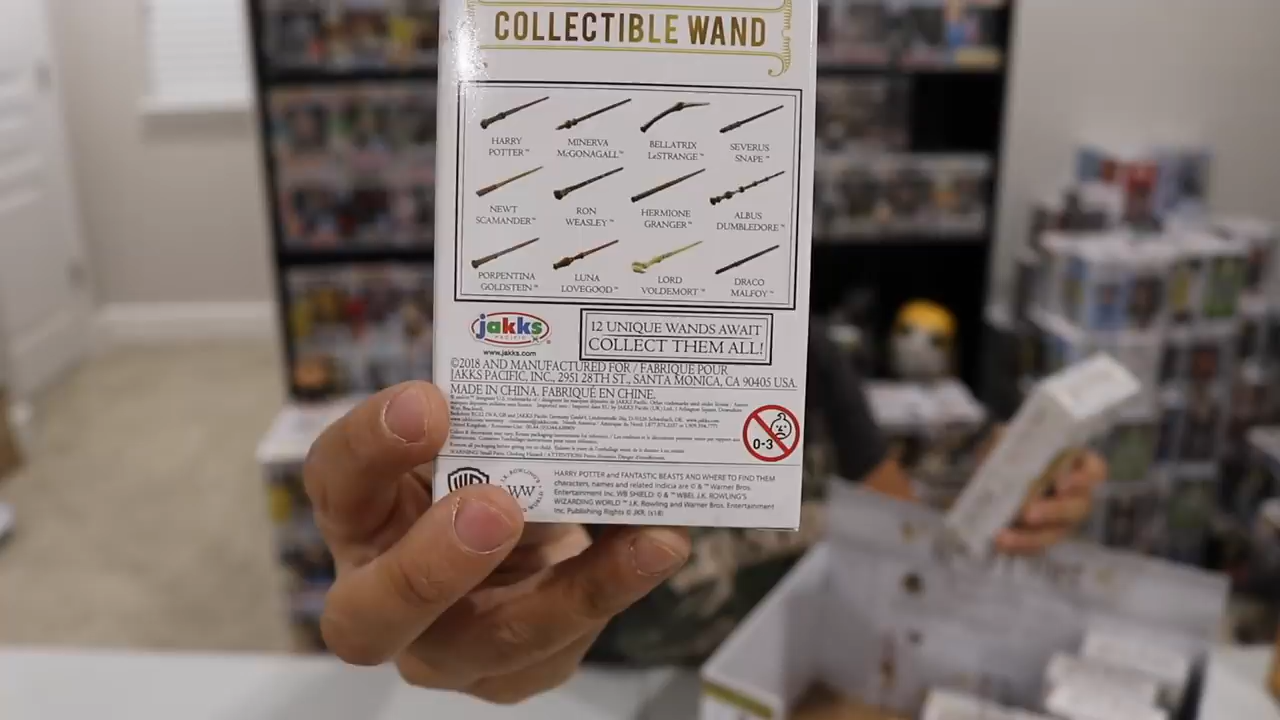 COLLECTIBLE WAND
HARRY POTTER™
MINERVA McGONAGALL™
BELLATRIX LeSTRANGE™
SEVERUS SNAPE™
NEWT SCAMANDER™
RON WEASLEY™
HERMIONE GRANGER™
ALBUS DUMBLEDORE™
PORPENTINA GOLDSTEIN™
LUNA LOVEGOOD™
LORD VOLDEMORT™
DRACO MALFOY™
jakks
PACIFIC
®
www.jakks.com
12 UNIQUE WANDS AWAIT
COLLECT THEM ALL!
©2018 AND MANUFACTURED FOR / FABRIQUÉ POUR
JAKKS PACIFIC, INC., 2951 28TH ST., SANTA MONICA, CA 90405 USA.
MADE IN CHINA. FABRIQUÉ EN CHINE.
0-3
HARRY POTTER and FANTASTIC BEASTS AND WHERE TO FIND THEM
characters, names and related indicia are © & ™ Warner Bros.
Entertainment Inc. WB SHIELD: © & ™ WBEI. J.K. ROWLING'S
WIZARDING WORLD ™ J.K. Rowling and Warner Bros. Entertainment
Inc. Publishing Rights © JKR. (s18)
WB
J.K. ROWLING'S
WW